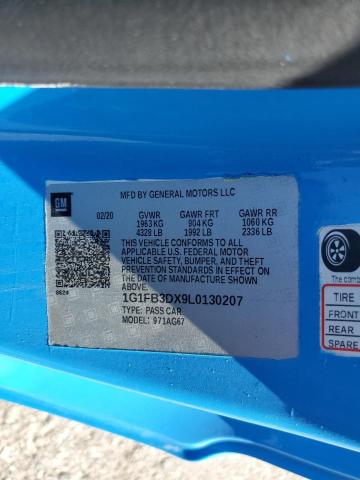 GM
MFD BY GENERAL MOTORS LLC
02/20 GVWR GAWR FRT GAWR RR
1963 KG 904 KG 1060 KG
4328 LB 1992 LB 2336 LB
THIS VEHICLE CONFORMS TO ALL
APPLICABLE U.S. FEDERAL MOTOR
VEHICLE SAFETY, BUMPER, AND THEFT
PREVENTION STANDARDS IN EFFECT ON
THE DATE OF MANUFACTURE SHOWN ABOVE.
1G1FB3DX9L0130207
TYPE: PASS CAR
MODEL: 971AG67
The comb
TIRE
FRONT
REAR
SPARE